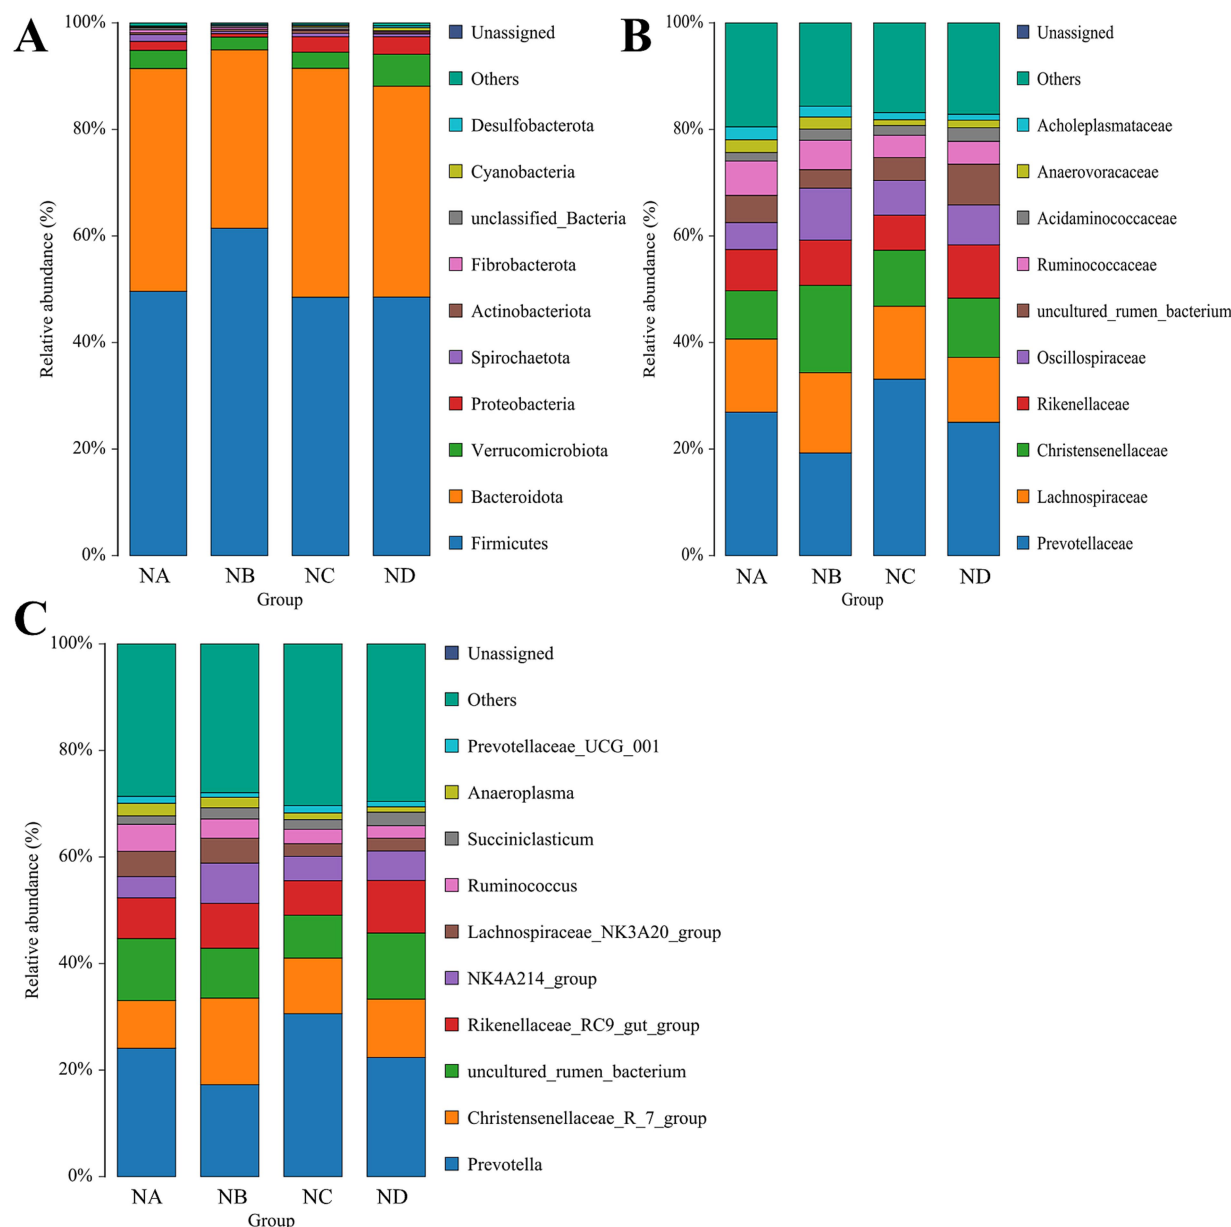 A
100%
80%
60%
40%
20%
0%
Relative abundance (%)
NA NB NC ND
Group
Unassigned
Others
Desulfobacterota
Cyanobacteria
unclassified_Bacteria
Fibrobacterota
Actinobacteriota
Spirochaetota
Proteobacteria
Verrucomicrobiota
Bacteroidota
Firmicutes
B
100%
80%
60%
40%
20%
0%
Relative abundance (%)
NA NB NC ND
Group
Unassigned
Others
Acholeplasmataceae
Anaerovoracaceae
Acidaminococcaceae
Ruminococcaceae
uncultured_rumen_bacterium
Oscillospiraceae
Rikenellaceae
Christensenellaceae
Lachnospiraceae
Prevotellaceae
C
100%
80%
60%
40%
20%
0%
Relative abundance (%)
NA NB NC ND
Group
Unassigned
Others
Prevotellaceae_UCG_001
Anaeroplasma
Succiniclasticum
Ruminococcus
Lachnospiraceae_NK3A20_group
NK4A214_group
Rikenellaceae_RC9_gut_group
uncultured_rumen_bacterium
Christensenellaceae_R_7_group
Prevotella